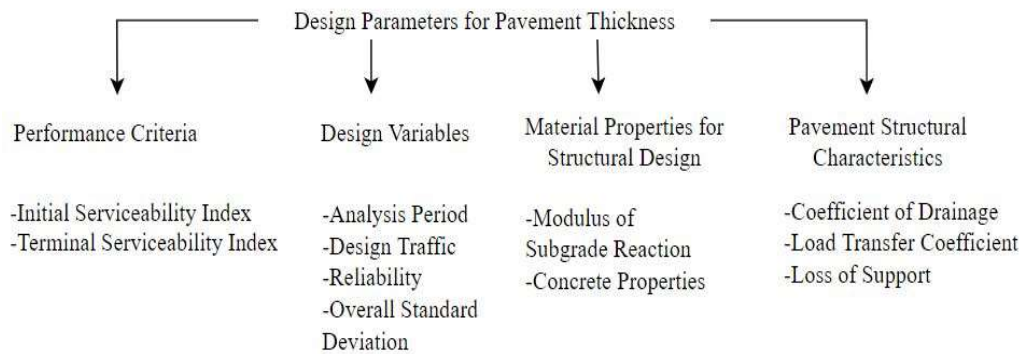 Design Parameters for Pavement Thickness
Performance Criteria
-Initial Serviceability Index
-Terminal Serviceability Index
Design Variables
-Analysis Period
-Design Traffic
-Reliability
-Overall Standard
Deviation
Material Properties for
Structural Design
-Modulus of
Subgrade Reaction
-Concrete Properties
Pavement Structural
Characteristics
-Coefficient of Drainage
-Load Transfer Coefficient
-Loss of Support